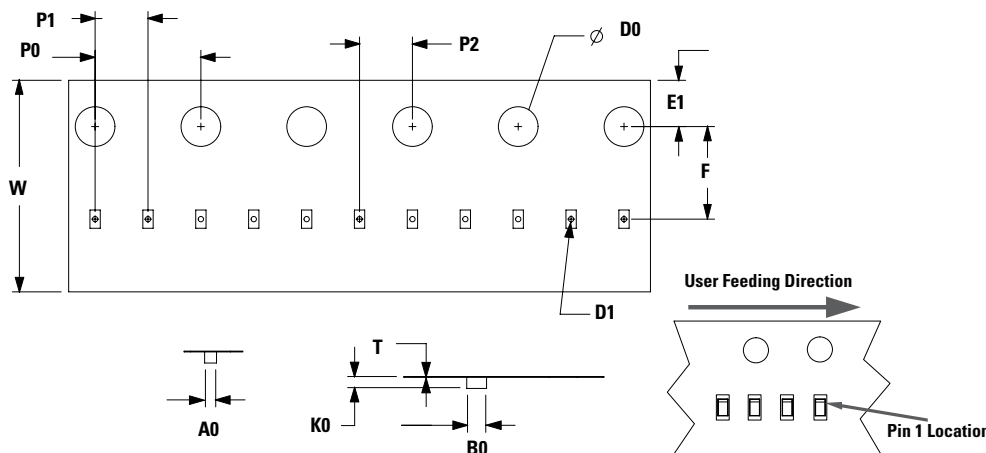 P1
P0
P2
⌀ D0
E1
W
F
D1
User Feeding Direction
T
A0
K0
B0
Pin 1 Location